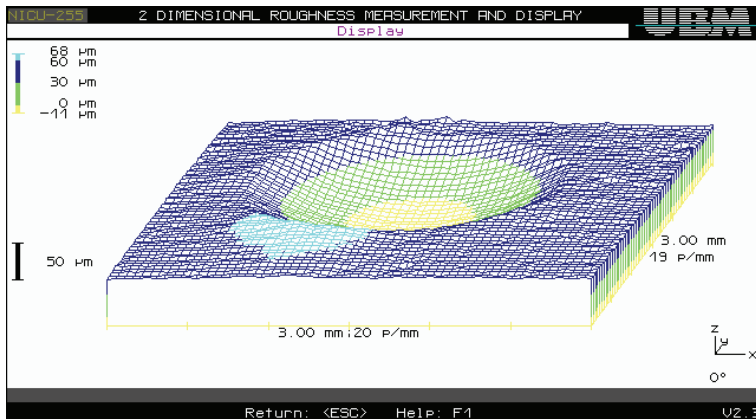 NICU-255 2 DIMENSIONAL ROUGHNESS MEASUREMENT AND DISPLAY UBM
Display
68 µm
60 µm
30 µm
0 µm
-11 µm
50 µm
3.00 mm
19 p/mm
3.00 mm;20 p/mm
z
y
x
0°
Return: <ESC> Help: F1